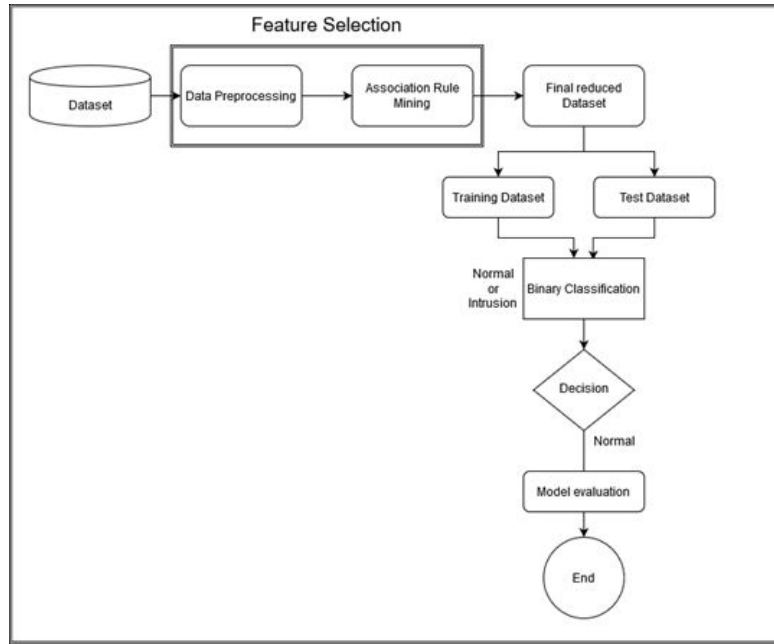 Feature Selection
Dataset
Data Preprocessing
Association Rule
Mining
Final reduced
Dataset
Training Dataset
Test Dataset
Normal
or
Intrusion
Binary Classification
Decision
Normal
Model evaluation
End